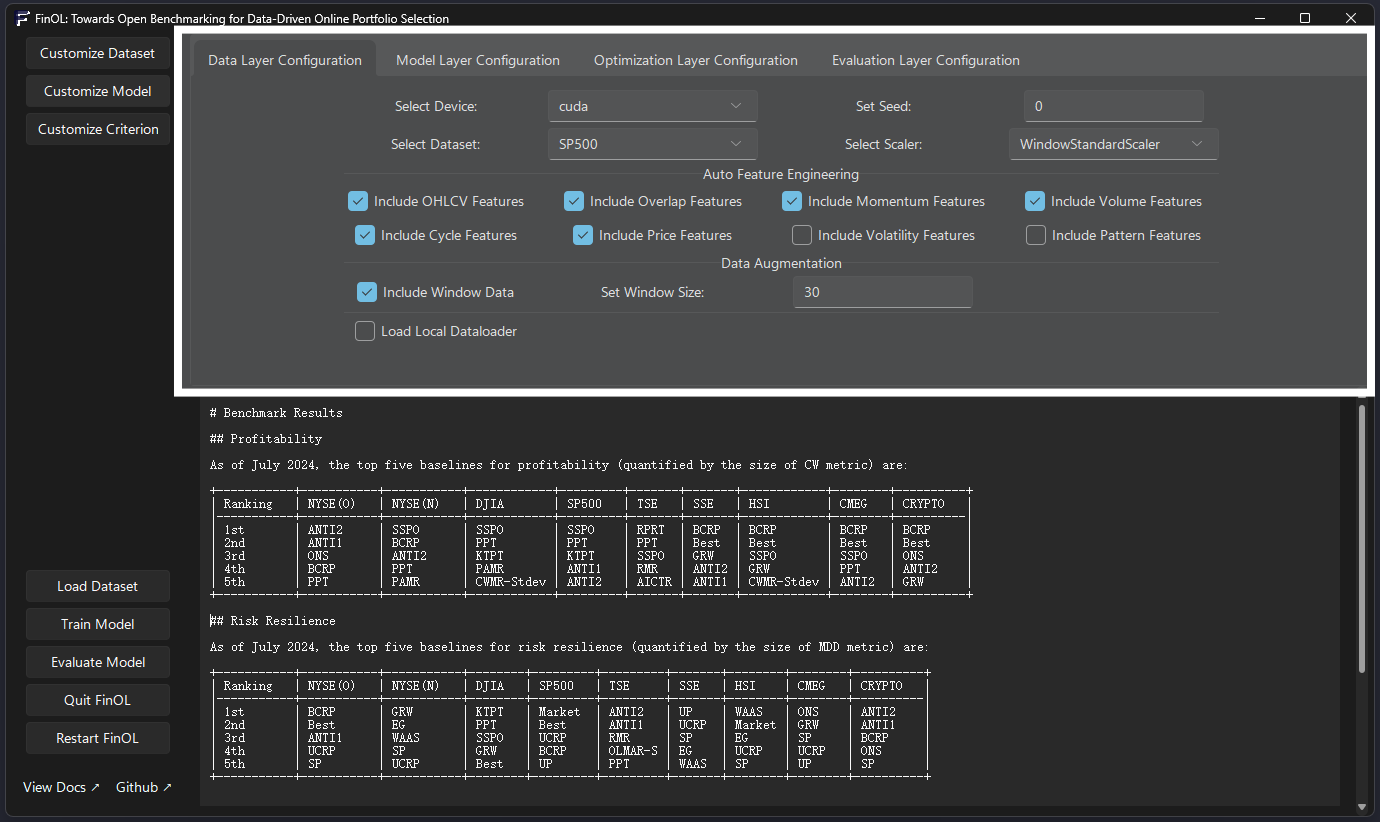 FinOL: Towards Open Benchmarking for Data-Driven Online Portfolio Selection
Customize Dataset
Customize Model
Customize Criterion
Data Layer Configuration Model Layer Configuration Optimization Layer Configuration Evaluation Layer Configuration
Select Device: cuda Set Seed: 0
Select Dataset: SP500 Select Scaler: WindowStandardScaler
Auto Feature Engineering
Include OHLCV Features Include Overlap Features Include Momentum Features Include Volume Features
Include Cycle Features Include Price Features Include Volatility Features Include Pattern Features
Data Augmentation
Include Window Data Set Window Size: 30
Load Local Dataloader
# Benchmark Results
## Profitability
As of July 2024, the top five baselines for profitability (quantified by the size of CW metric) are:
Ranking | NYSE(O) | NYSE(N) | DJIA | SP500 | TSE | SSE | HSI | CMEG | CRYPTO
1st | ANTI2 | SSPO | SSPO | SSPO | RPRT | BCRP | BCRP | BCRP | BCRP
2nd | ANTI1 | BCRP | PPT | PPT | PPT | Best | Best | Best | Best
3rd | ONS | ANTI2 | KTPT | KTPT | SSPO | GRW | SSPO | SSPO | ONS
4th | BCRP | PPT | PAMR | ANTI1 | RMR | ANTI2 | GRW | PPT | ANTI2
5th | PPT | PAMR | CWMR-Stdev | ANTI2 | AICTR | ANTI1 | CWMR-Stdev | ANTI2 | GRW
## Risk Resilience
As of July 2024, the top five baselines for risk resilience (quantified by the size of MDD metric) are:
Ranking | NYSE(O) | NYSE(N) | DJIA | SP500 | TSE | SSE | HSI | CMEG | CRYPTO
1st | BCRP | GRW | KTPT | Market | ANTI2 | UP | WAAS | ONS | ANTI2
2nd | Best | EG | PPT | Best | ANTI1 | UCRP | Market | GRW | ANTI1
3rd | ANTI1 | WAAS | SSPO | UCRP | RMR | SP | EG | SP | BCRP
4th | UCRP | SP | GRW | BCRP | OLMAR-S | EG | UCRP | UCRP | ONS
5th | SP | UCRP | Best | UP | PPT | WAAS | SP | UP | SP
Load Dataset
Train Model
Evaluate Model
Quit FinOL
Restart FinOL
View Docs ↗ Github ↗